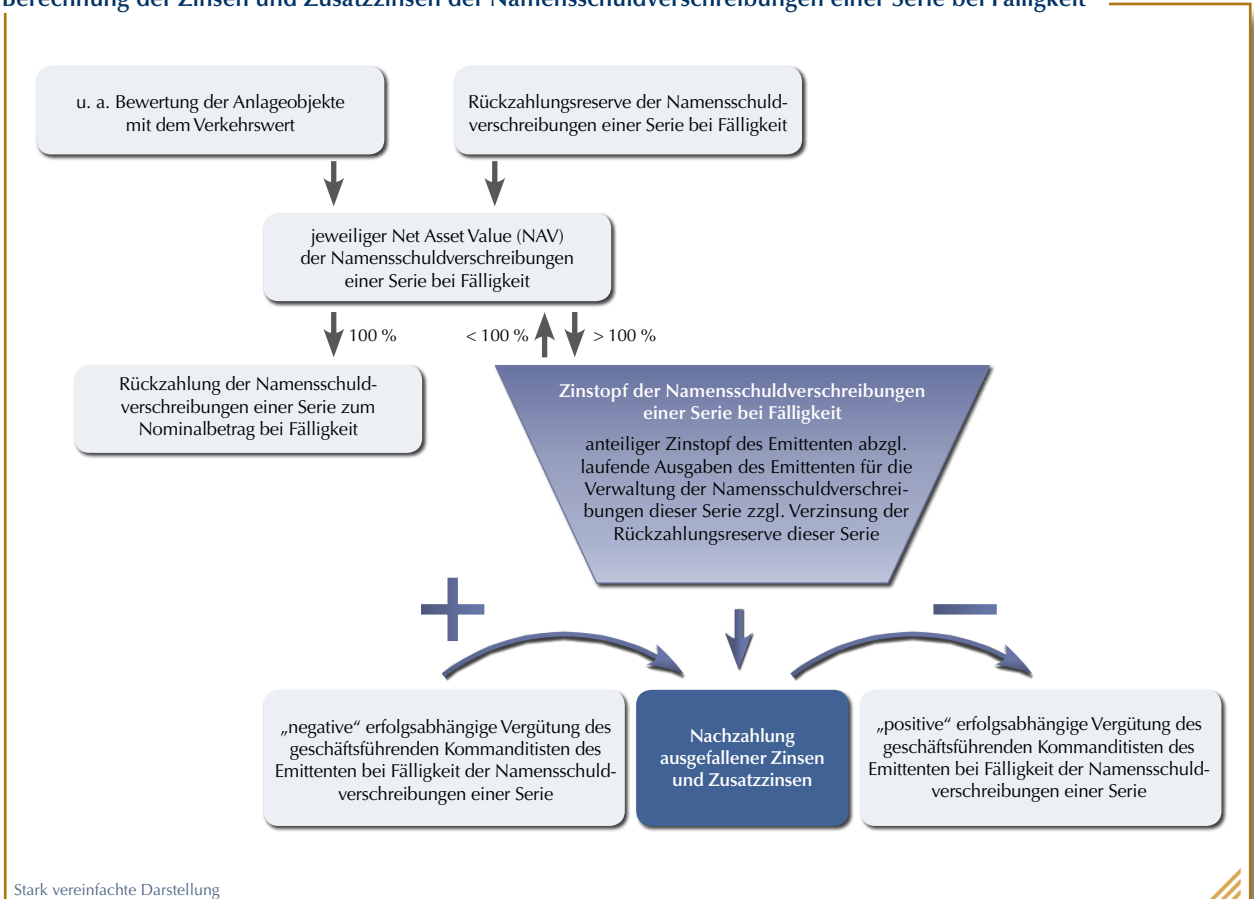 Berechnung der Zinsen und Zusatzzinsen der Namensschuldverschreibungen einer Serie bei Fälligkeit
u. a. Bewertung der Anlageobjekte
mit dem Verkehrswert
Rückzahlungsreserve der Namensschuld-
verschreibungen einer Serie bei Fälligkeit
jeweiliger Net Asset Value (NAV)
der Namensschuldverschreibungen
einer Serie bei Fälligkeit
100 %
< 100 %
> 100 %
Rückzahlung der Namensschuld-
verschreibungen einer Serie zum
Nominalbetrag bei Fälligkeit
Zinstopf der Namensschuldverschreibungen
einer Serie bei Fälligkeit
anteiliger Zinstopf des Emittenten abzgl.
laufende Ausgaben des Emittenten für die
Verwaltung der Namensschuldverschrei-
bungen dieser Serie zzgl. Verzinsung der
Rückzahlungsreserve dieser Serie
+
–
„negative“ erfolgsabhängige Vergütung des
geschäftsführenden Kommanditisten des
Emittenten bei Fälligkeit der Namensschuld-
verschreibungen einer Serie
Nachzahlung
ausgefallener Zinsen
und Zusatzzinsen
„positive“ erfolgsabhängige Vergütung des
geschäftsführenden Kommanditisten des
Emittenten bei Fälligkeit der Namensschuld-
verschreibungen einer Serie
Stark vereinfachte Darstellung